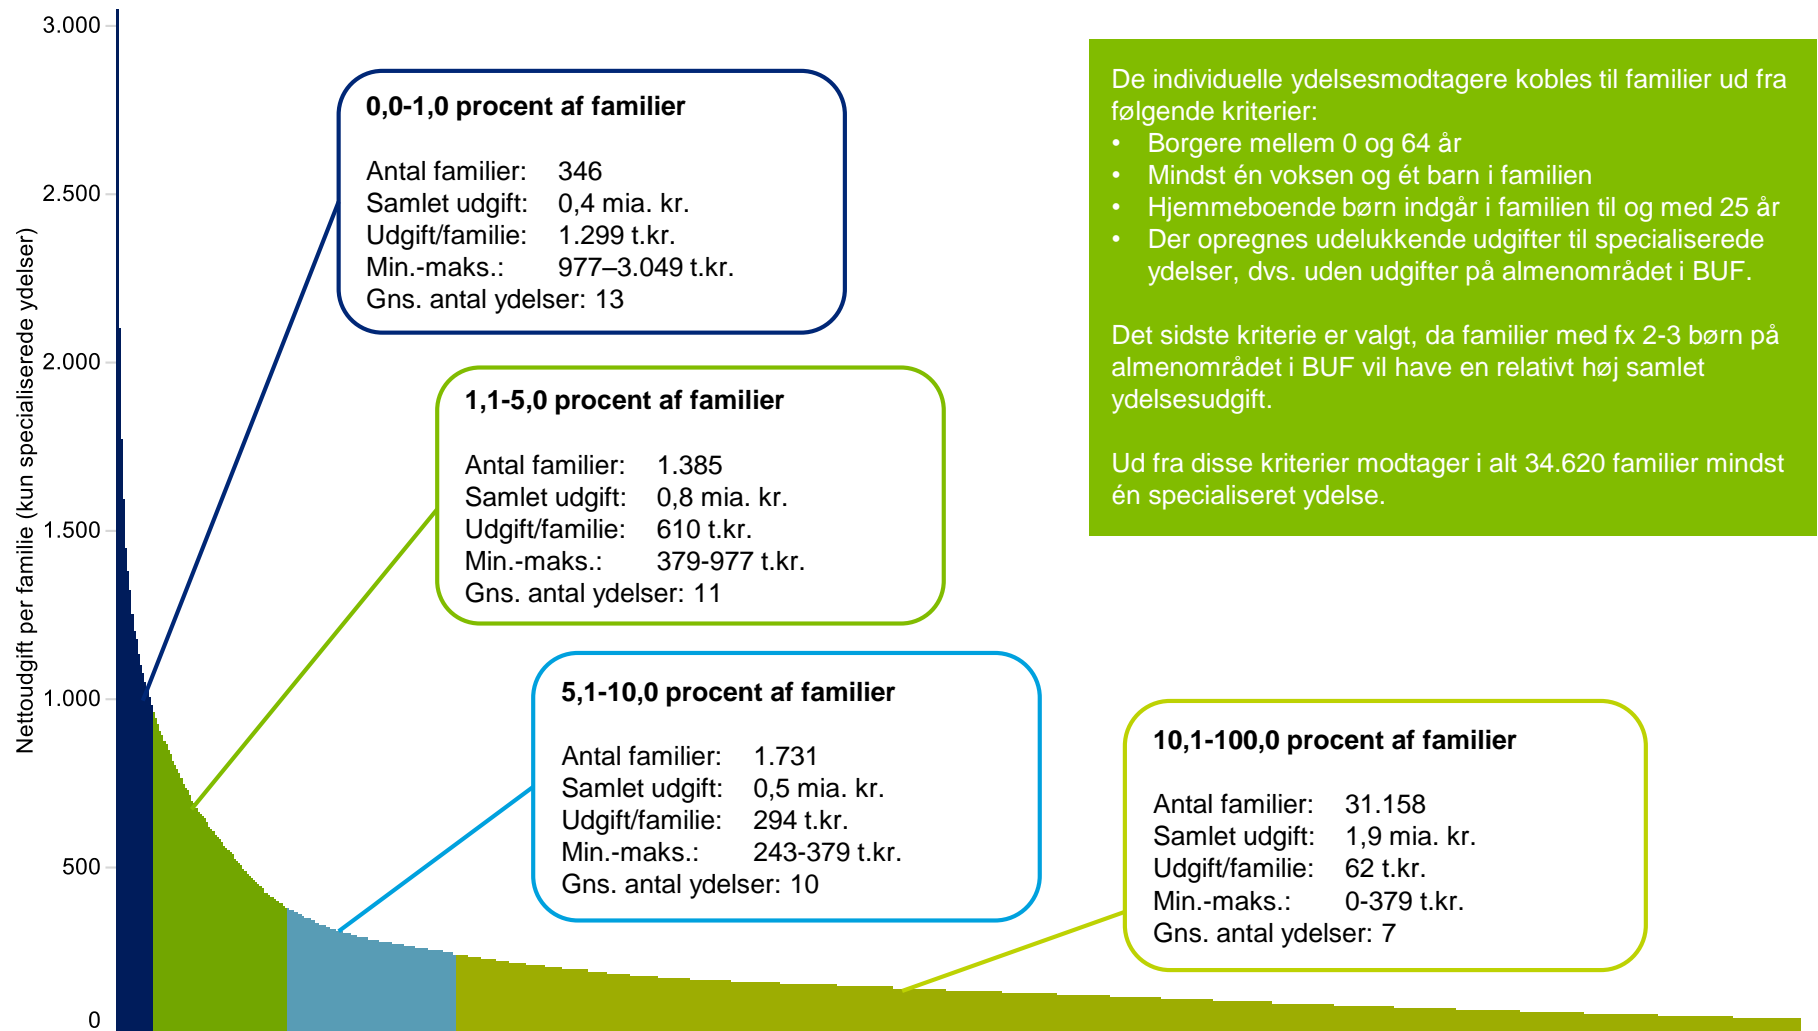 Nettoudgift per familie (kun specialiserede ydelser)
3.000
2.500
2.000
1.500
1.000
500
0
0,0-1,0 procent af familier
Antal familier: 346
Samlet udgift: 0,4 mia. kr.
Udgift/familie: 1.299 t.kr.
Min.-maks.: 977–3.049 t.kr.
Gns. antal ydelser: 13
1,1-5,0 procent af familier
Antal familier: 1.385
Samlet udgift: 0,8 mia. kr.
Udgift/familie: 610 t.kr.
Min.-maks.: 379-977 t.kr.
Gns. antal ydelser: 11
5,1-10,0 procent af familier
Antal familier: 1.731
Samlet udgift: 0,5 mia. kr.
Udgift/familie: 294 t.kr.
Min.-maks.: 243-379 t.kr.
Gns. antal ydelser: 10
10,1-100,0 procent af familier
Antal familier: 31.158
Samlet udgift: 1,9 mia. kr.
Udgift/familie: 62 t.kr.
Min.-maks.: 0-379 t.kr.
Gns. antal ydelser: 7
De individuelle ydelsesmodtagere kobles til familier ud fra
følgende kriterier:
• Borgere mellem 0 og 64 år
• Mindst én voksen og ét barn i familien
• Hjemmeboende børn indgår i familien til og med 25 år
• Der opregnes udelukkende udgifter til specialiserede
ydelser, dvs. uden udgifter på almenområdet i BUF.
Det sidste kriterie er valgt, da familier med fx 2-3 børn på
almenområdet i BUF vil have en relativt høj samlet
ydelsesudgift.
Ud fra disse kriterier modtager i alt 34.620 familier mindst
én specialiseret ydelse.